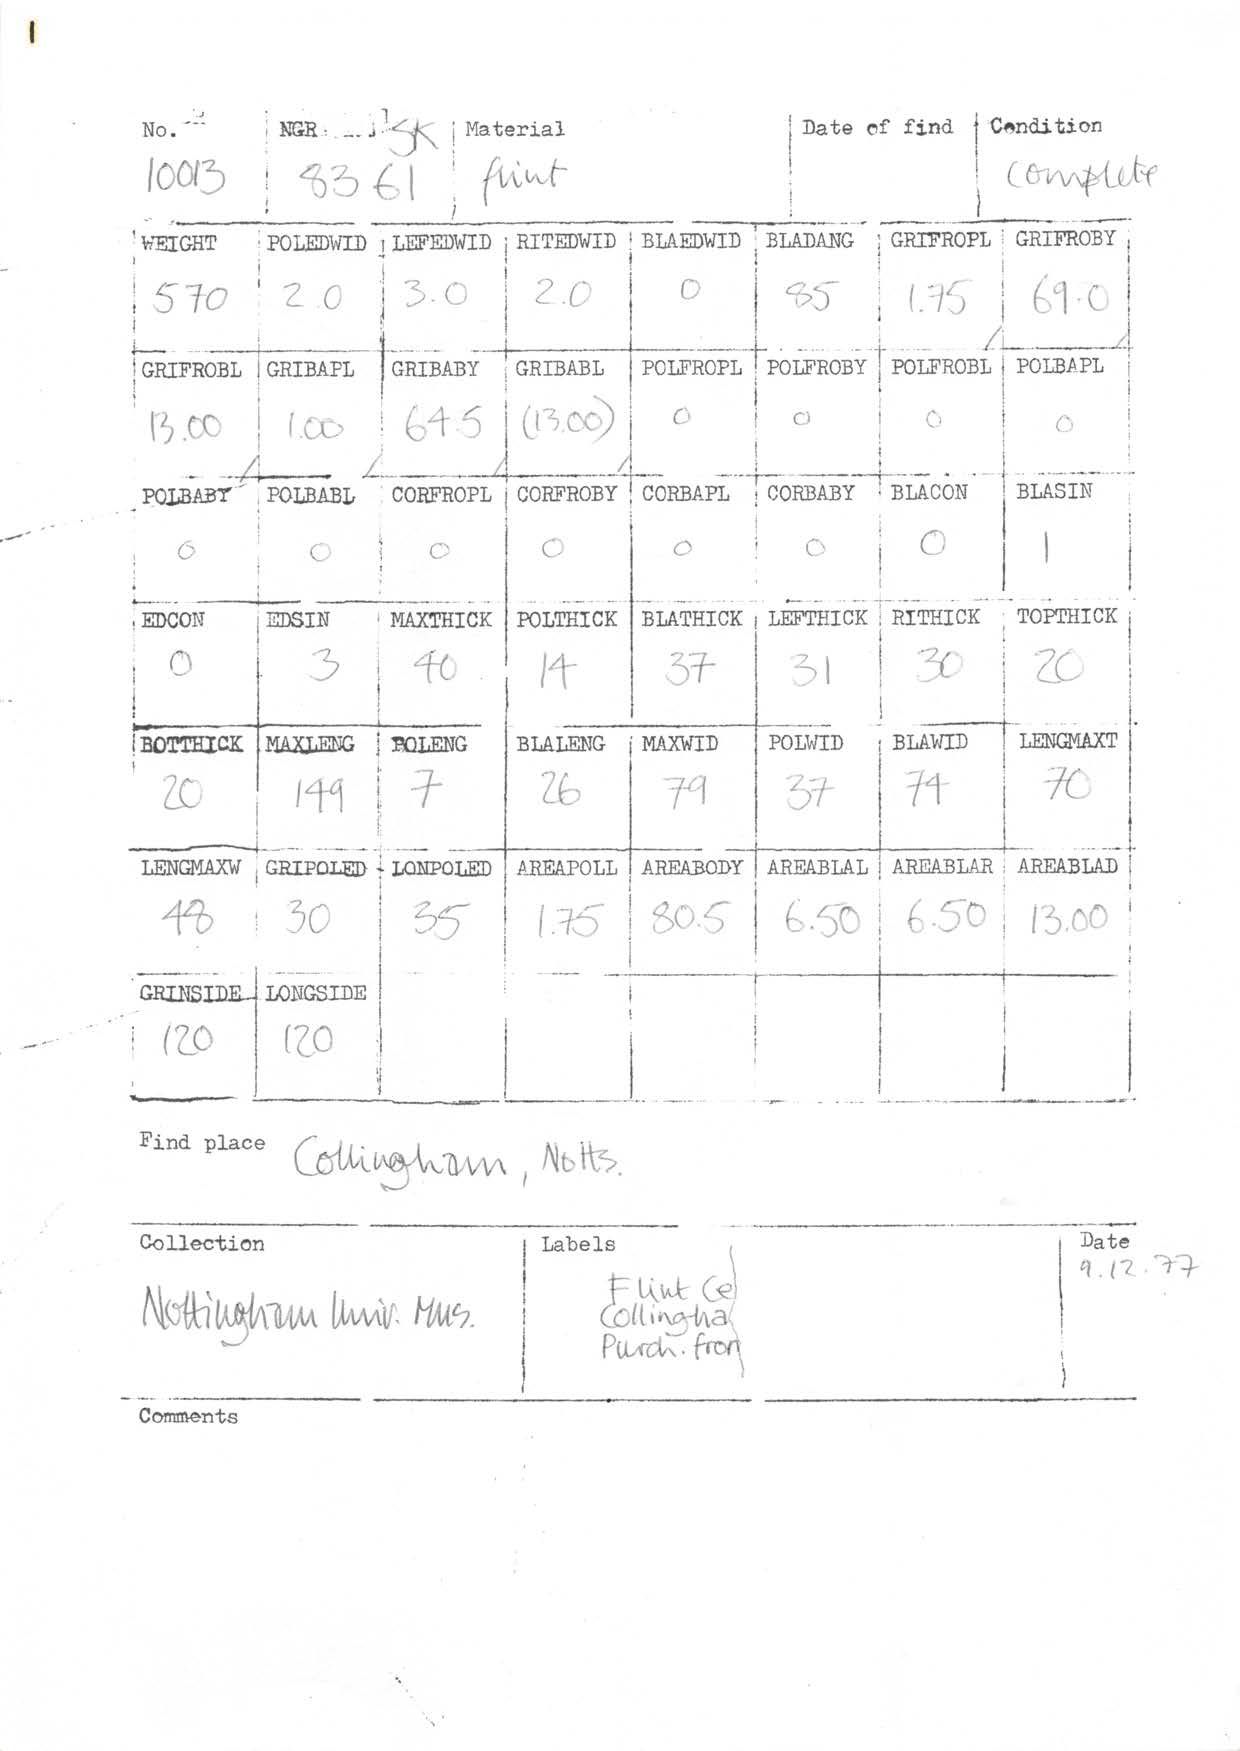 1
No. NGR SK Material Date of find Condition
10013 83 61 flint complete
WEIGHT POLEDWID LEFEDWID RITEDWID BLAEDWID BLADANG GRIFROPL GRIFROBY
570 2.0 3.0 2.0 0 85 1.75 69.0
GRIFROBL GRIBAPL GRIBABY GRIBABL POLFROPL POLFROBY POLFROBL POLBAPL
13.00 1.00 64.5 (13.00) 0 0 0 0
POLBABY POLBABL CORFROPL CORFROBY CORBAPL CORBABY BLACON BLASIN
0 0 0 0 0 0 0 1
EDCON EDSIN MAXTHICK POLTHICK BLATHICK LEFTHICK RITHICK TOPTHICK
0 3 40 14 37 31 30 20
BOTTHICK MAXLENG POLENG BLALENG MAXWID POLWID BLAWID LENGMAXT
20 149 7 26 79 37 74 70
LENGMAXW GRIPOLED LONPOLED AREAPOLL AREABODY AREABLAL AREABLAR AREABLAD
48 30 35 1.75 80.5 6.50 6.50 13.00
GRINSIDE LONGSIDE
120 120
Find place Collingham, Notts.
Collection Labels Date
9.12.77
Nottingham Univ. Mus.
Flint Ce
Collingha
Purch. from
Comments